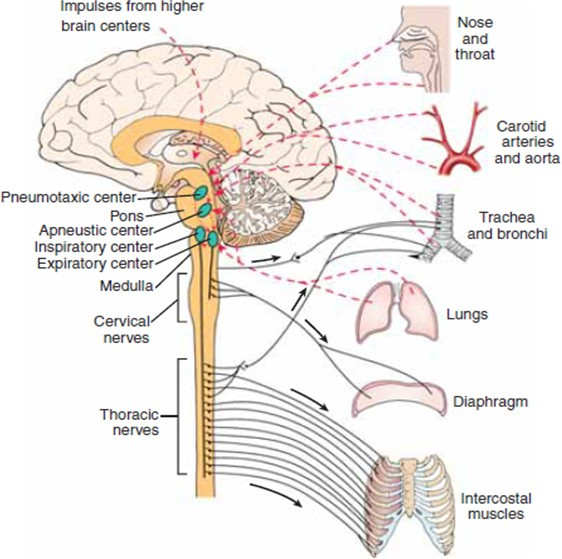 Impulses from higher
brain centers
Nose
and
throat
Carotid
arteries
and aorta
Pneumotaxic center
Pons
Apneustic center
Inspiratory center
Expiratory center
Medulla
Trachea
and bronchi
Cervical
nerves
Lungs
Diaphragm
Thoracic
nerves
Intercostal
muscles